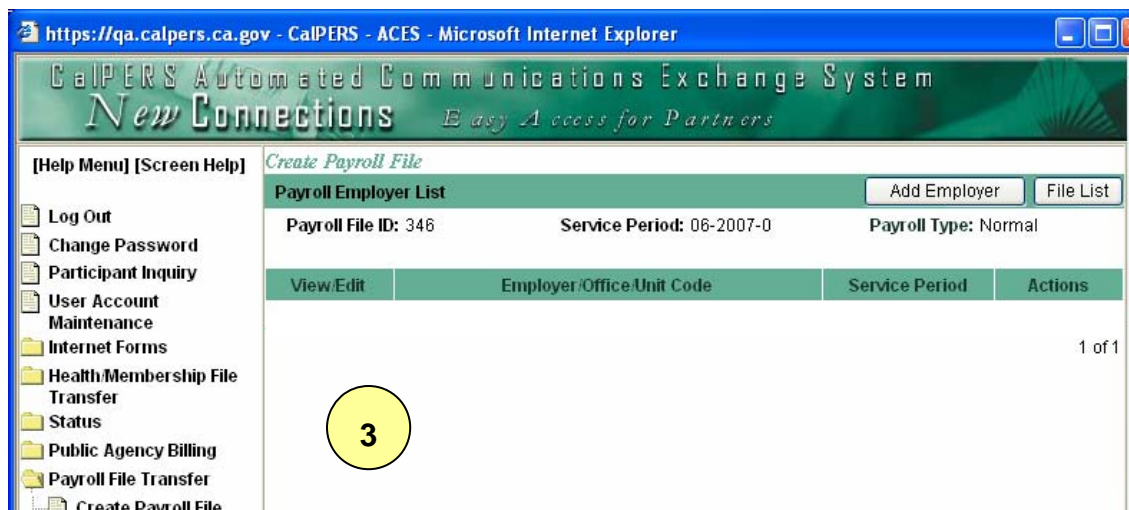 https://qa.calpers.ca.gov - CalPERS - ACES - Microsoft Internet Explorer
CalPERS Automated Communications Exchange System
New Connections Easy Access for Partners
[Help Menu] [Screen Help]
Create Payroll File
Payroll Employer List Add Employer File List
Payroll File ID: 346 Service Period: 06-2007-0 Payroll Type: Normal
View/Edit Employer/Office/Unit Code Service Period Actions
1 of 1
Log Out
Change Password
Participant Inquiry
User Account
Maintenance
Internet Forms
Health/Membership File
Transfer
Status
Public Agency Billing
Payroll File Transfer
Create Payroll File
3